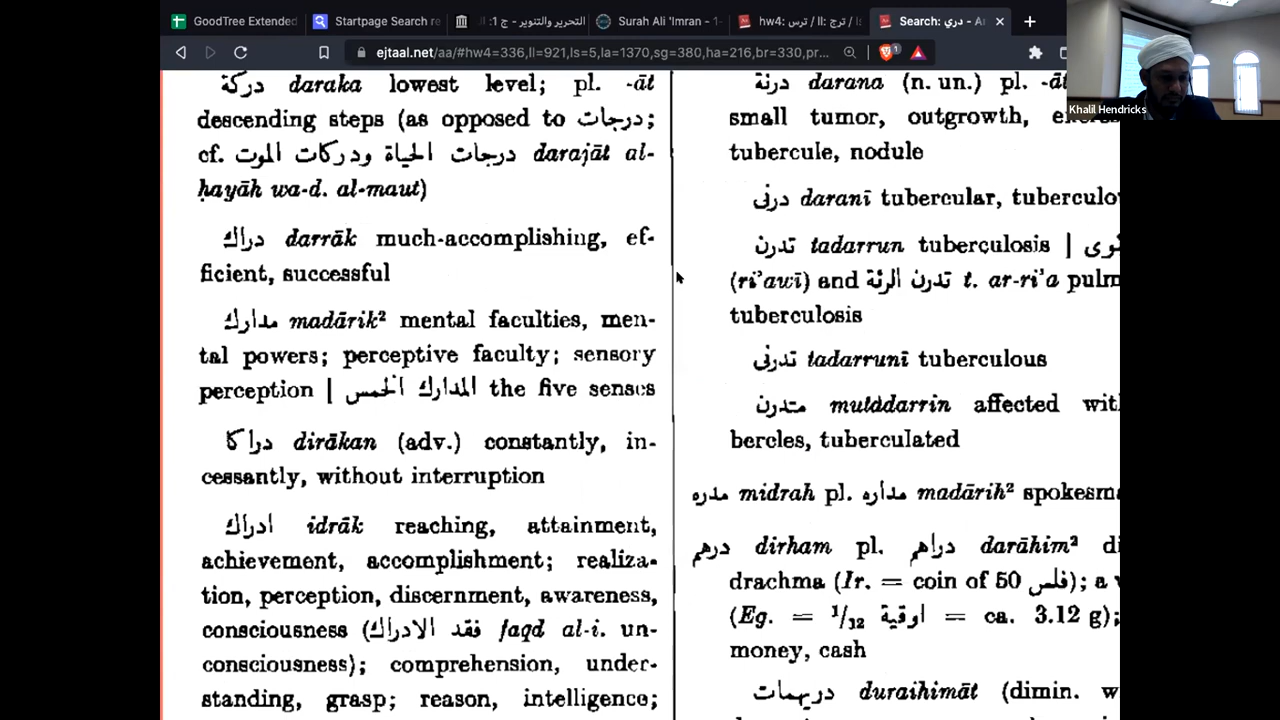 GoodTree Extended
Startpage Search re
التحرير والتنوير - ج 1: ال
Surah Ali 'Imran - 1-
hw4: ترس / ll: ترج / ls
Search: دري - A
ejtaal.net/aa/#hw4=336,ll=921,ls=5,la=1370,sg=380,ha=216,br=330,pr...
Khalil Hendricks
دركة daraka lowest level; pl. -āt
descending steps (as opposed to درجات;
cf. درجات الحياة ودركات الموت darajāt al-
ḥayāh wa-d. al-maut)
دراك darrāk much-accomplishing, ef-
ficient, successful
مدارك madārik² mental faculties, men-
tal powers; perceptive faculty; sensory
perception | المدارك الخمس the five senses
دراكا dirākan (adv.) constantly, in-
cessantly, without interruption
ادراك idrāk reaching, attainment,
achievement, accomplishment; realiza-
tion, perception, discernment, awareness,
consciousness (فقد الادراك faqd al-i. un-
consciousness); comprehension, under-
standing, grasp; reason, intelligence;
درنة darana (n. un.) pl. -āt
small tumor, outgrowth,
tubercule, nodule
درنى daranī tubercular, tuberculo
تدرن tadarrun tuberculosis |
(ri'awī) and تدرن الرئة t. ar-ri'a pulm
tuberculosis
تدرنى tadarrunī tuberculous
متدرن mutadarrin affected wit
bercles, tuberculated
مدره midrah pl. مداره madārih² spokesm
درهم dirham pl. دراهم darāhim² d
drachma (Ir. = coin of 50 فلس); a
(Eg. = 1/12 اوقية = ca. 3.12 g);
money, cash
دريهمات duraihimāt (dimin. w